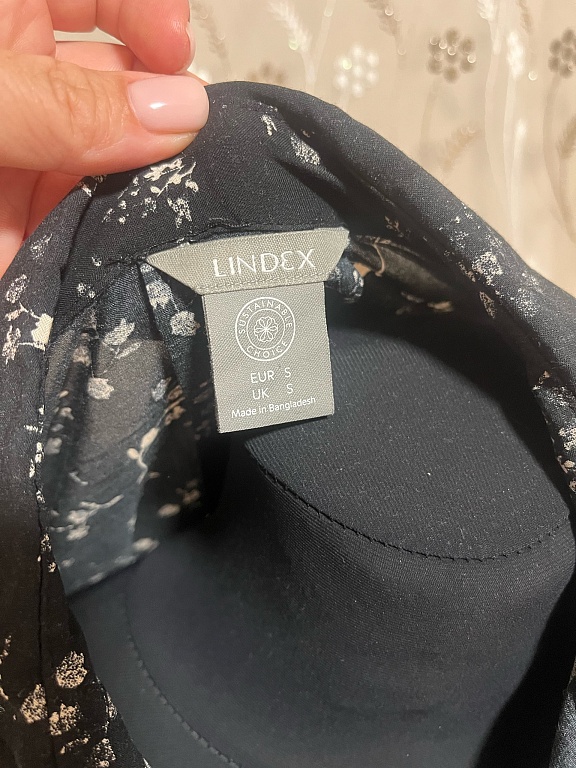 LINDEX
SUSTAINABLE
CHOICE
EUR S
UK S
Made in Bangladesh